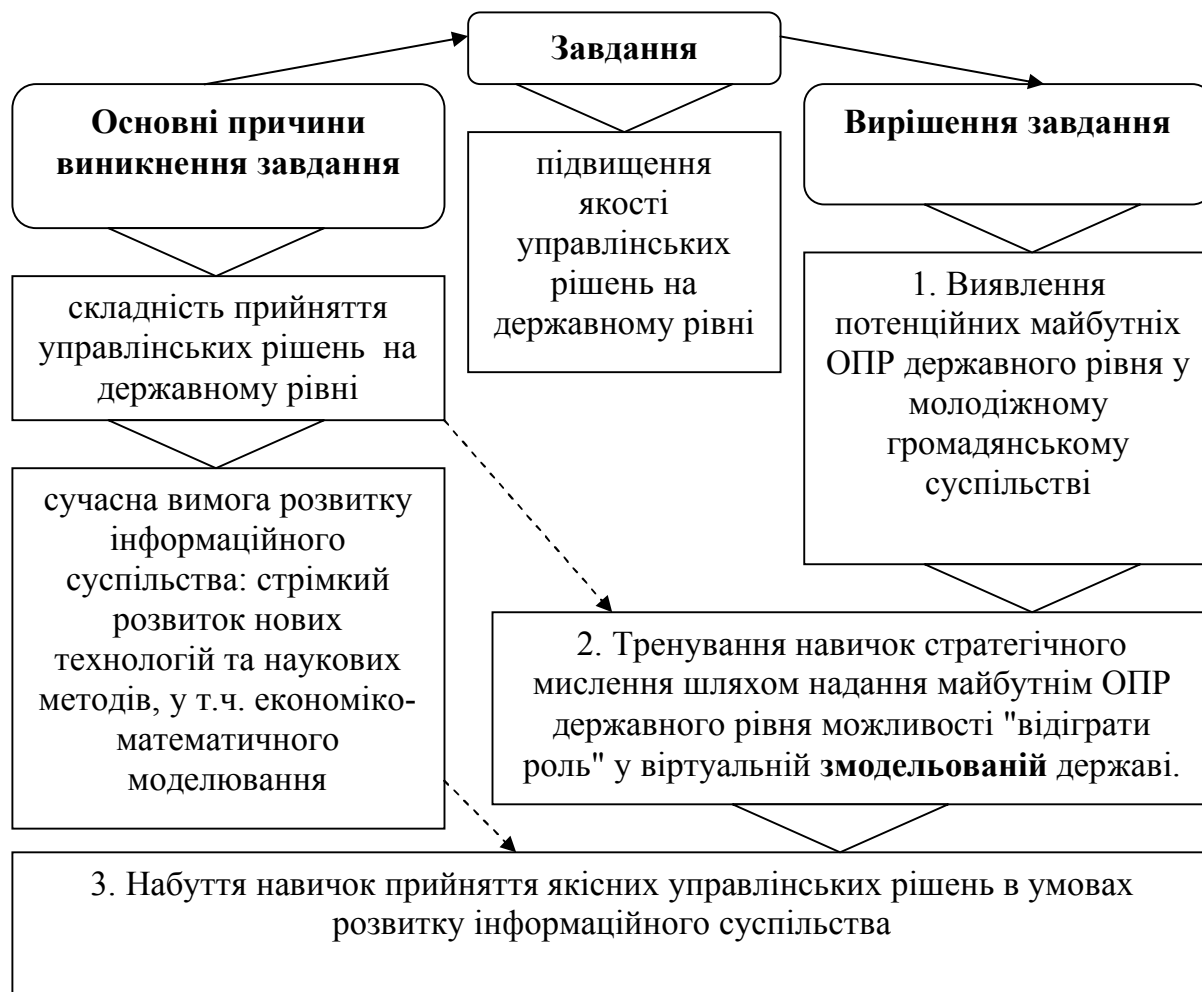 Завдання
Основні причини
виникнення завдання
Вирішення завдання
підвищення
якості
управлінських
рішень на
державному рівні
складність прийняття
управлінських рішень на
державному рівні
1. Виявлення
потенційних майбутніх
ОПР державного рівня у
молодіжному
громадянському
суспільстві
сучасна вимога розвитку
інформаційного
суспільства: стрімкий
розвиток нових
технологій та наукових
методів, у т.ч. економіко-
математичного
моделювання
2. Тренування навичок стратегічного
мислення шляхом надання майбутнім ОПР
державного рівня можливості "відіграти
роль" у віртуальній змодельованій державі.
3. Набуття навичок прийняття якісних управлінських рішень в умовах
розвитку інформаційного суспільства